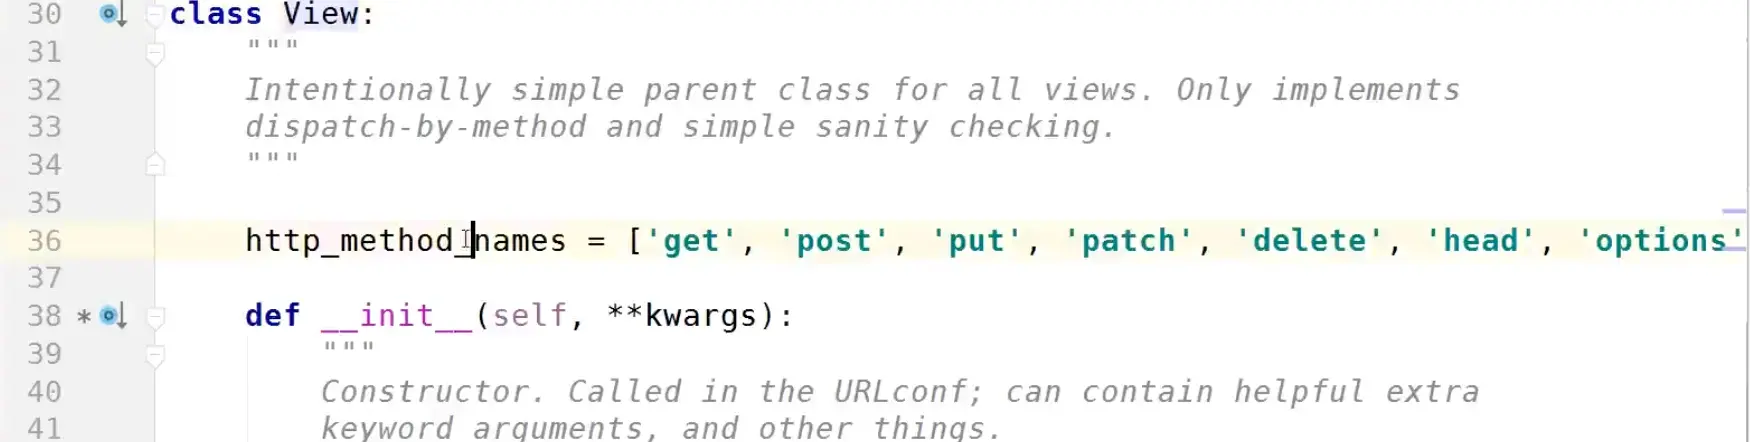 30 class View:
31 """
32 Intentionally simple parent class for all views. Only implements
33 dispatch-by-method and simple sanity checking.
34 """
35
36 http_method_names = ['get', 'post', 'put', 'patch', 'delete', 'head', 'options'
37
38 * def __init__(self, **kwargs):
39 """
40 Constructor. Called in the URLconf; can contain helpful extra
41 keyword arguments, and other things.